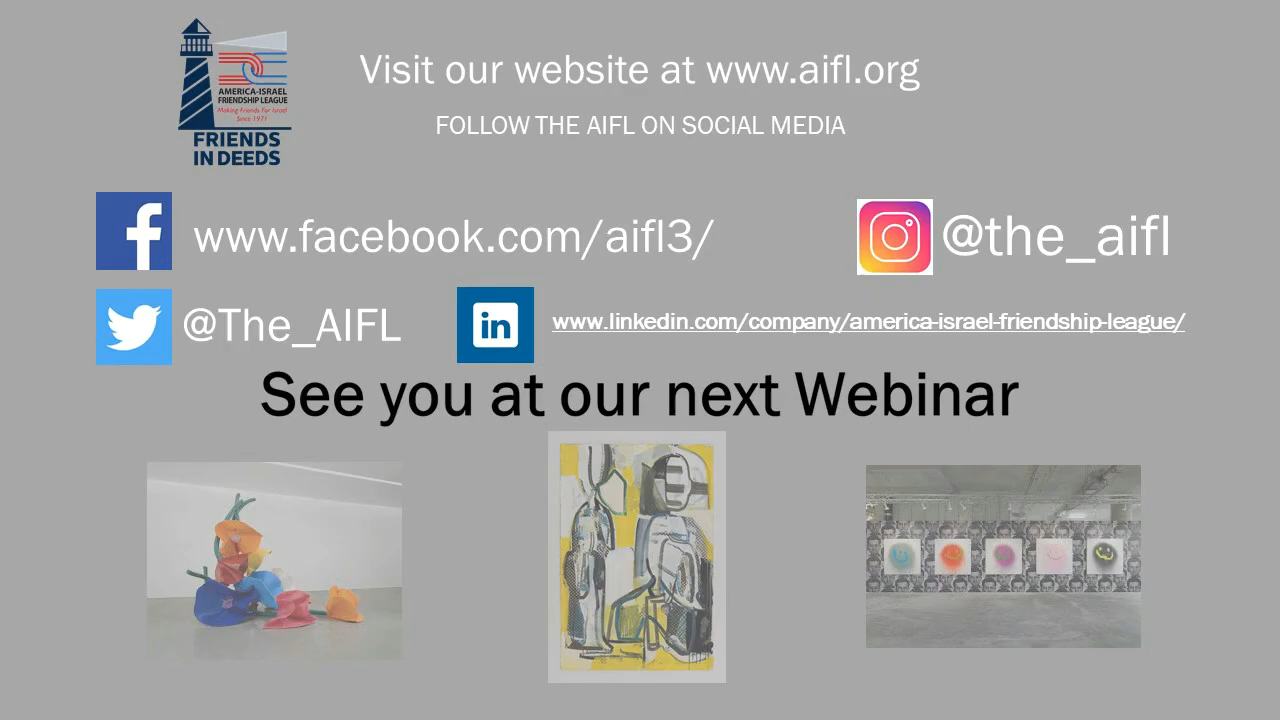 AMERICA-ISRAEL
FRIENDSHIP LEAGUE
Making Friends For Israel
Since 1971
FRIENDS
IN DEEDS
Visit our website at www.aifl.org
FOLLOW THE AIFL ON SOCIAL MEDIA
www.facebook.com/aifl3/
@the_aifl
@The_AIFL
in
www.linkedin.com/company/america-israel-friendship-league/
See you at our next Webinar